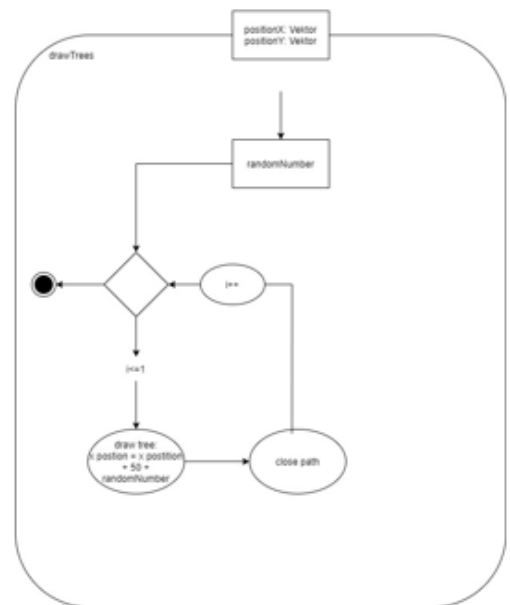 positionX: Vektor
positionY: Vektor
drawTrees
randomNumber
i==
i<=1
draw tree:
x postion = x postition
+ 50 +
randomNumber
close path